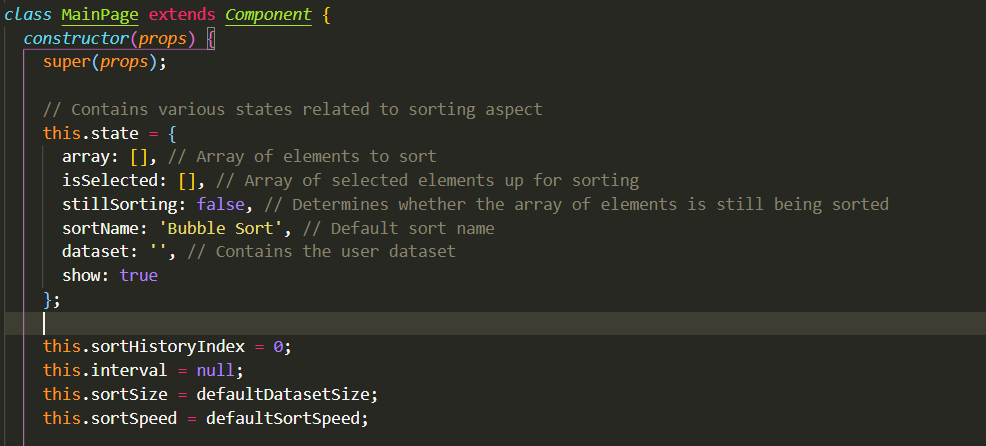 class MainPage extends Component {
  constructor(props) {
    super(props);

    // Contains various states related to sorting aspect
    this.state = {
      array: [], // Array of elements to sort
      isSelected: [], // Array of selected elements up for sorting
      stillSorting: false, // Determines whether the array of elements is still being sorted
      sortName: 'Bubble Sort', // Default sort name
      dataset: '', // Contains the user dataset
      show: true
    };

    this.sortHistoryIndex = 0;
    this.interval = null;
    this.sortSize = defaultDatasetSize;
    this.sortSpeed = defaultSortSpeed;